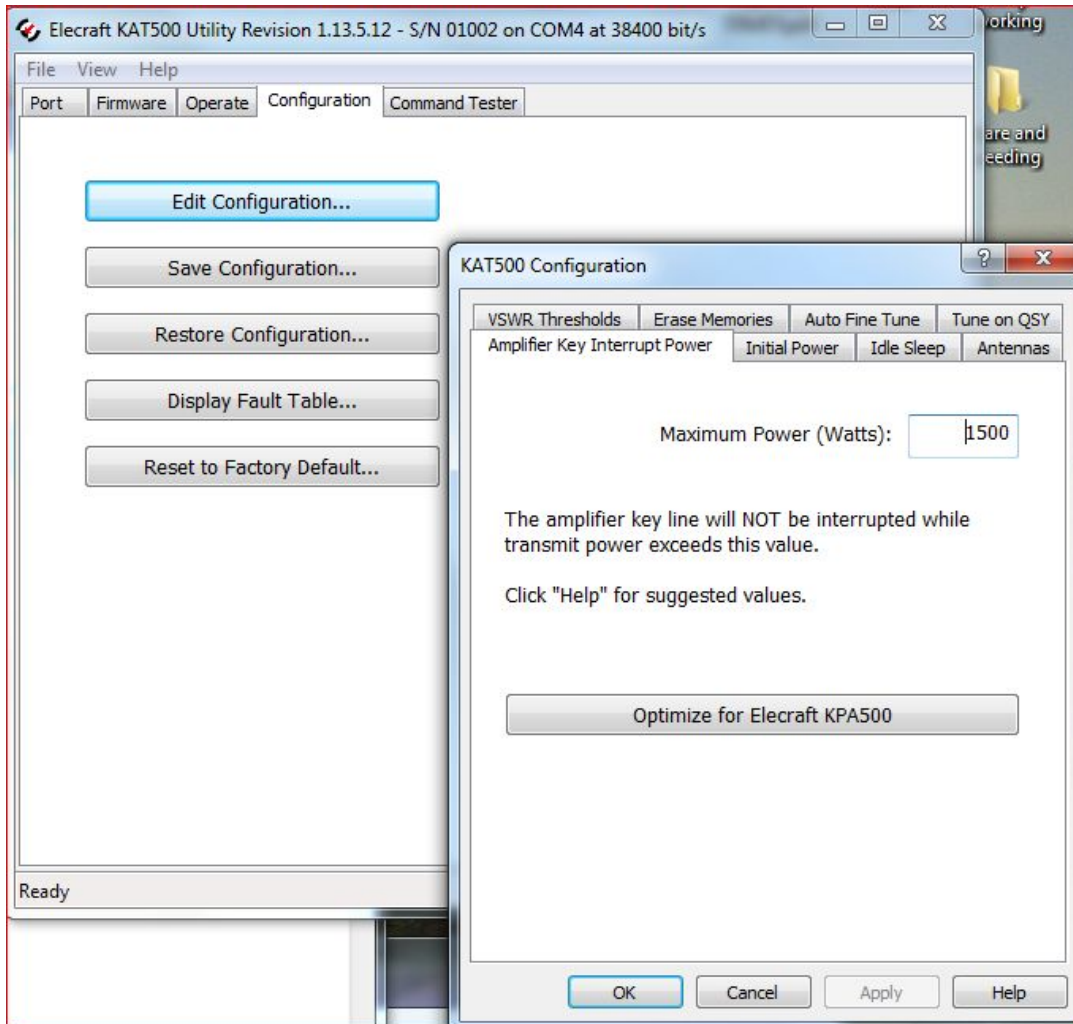 Elecraft KAT500 Utility Revision 1.13.5.12 - S/N 01002 on COM4 at 38400 bit/s
File View Help
Port Firmware Operate Configuration Command Tester
Edit Configuration...
Save Configuration...
Restore Configuration...
Display Fault Table...
Reset to Factory Default...
Ready
KAT500 Configuration
VSWR Thresholds Erase Memories Auto Fine Tune Tune on QSY
Amplifier Key Interrupt Power Initial Power Idle Sleep Antennas
Maximum Power (Watts): 1500
The amplifier key line will NOT be interrupted while
transmit power exceeds this value.
Click "Help" for suggested values.
Optimize for Elecraft KPA500
OK Cancel Apply Help
orking
are and
eeding